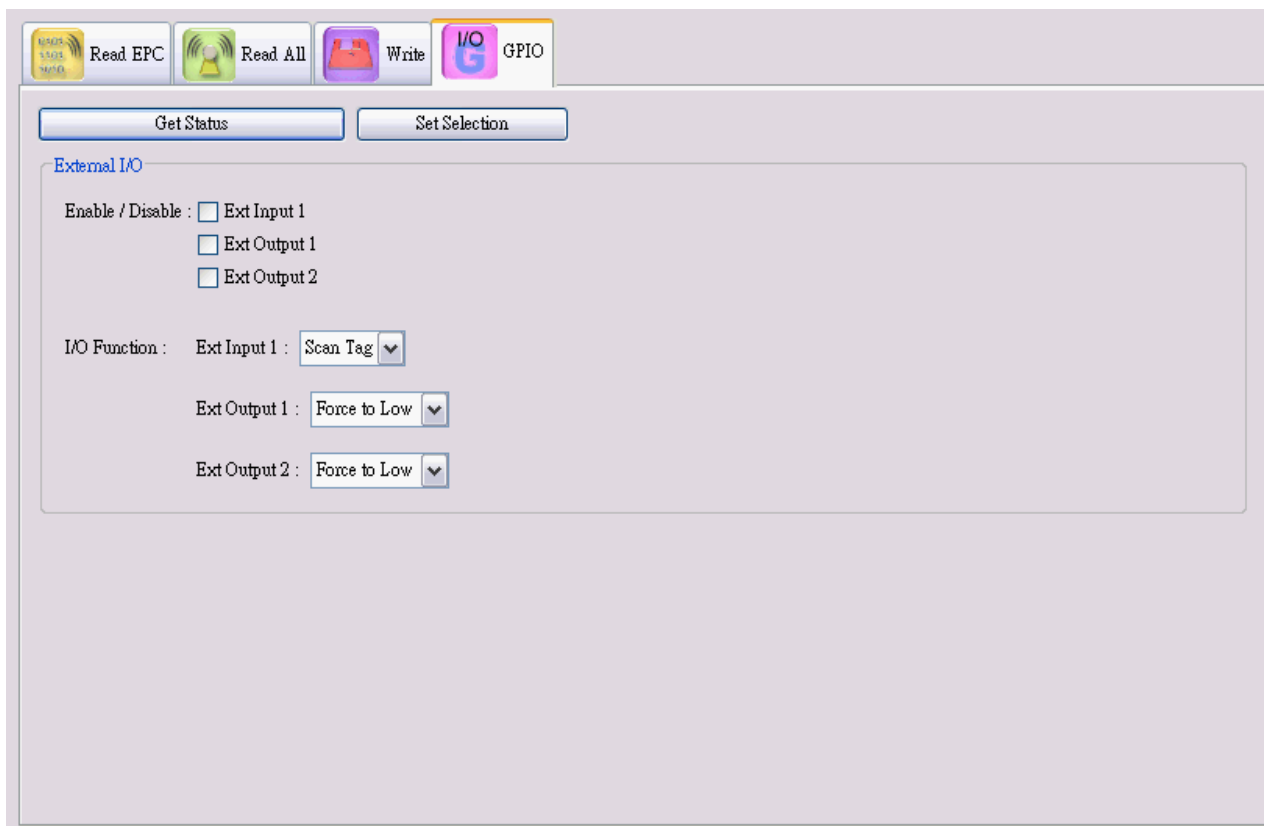 Read EPC Read All Write I/O G GPIO
Get Status Set Selection
External I/O
Enable / Disable : Ext Input 1
Ext Output 1
Ext Output 2
I/O Function : Ext Input 1 : Scan Tag
Ext Output 1 : Force to Low
Ext Output 2 : Force to Low